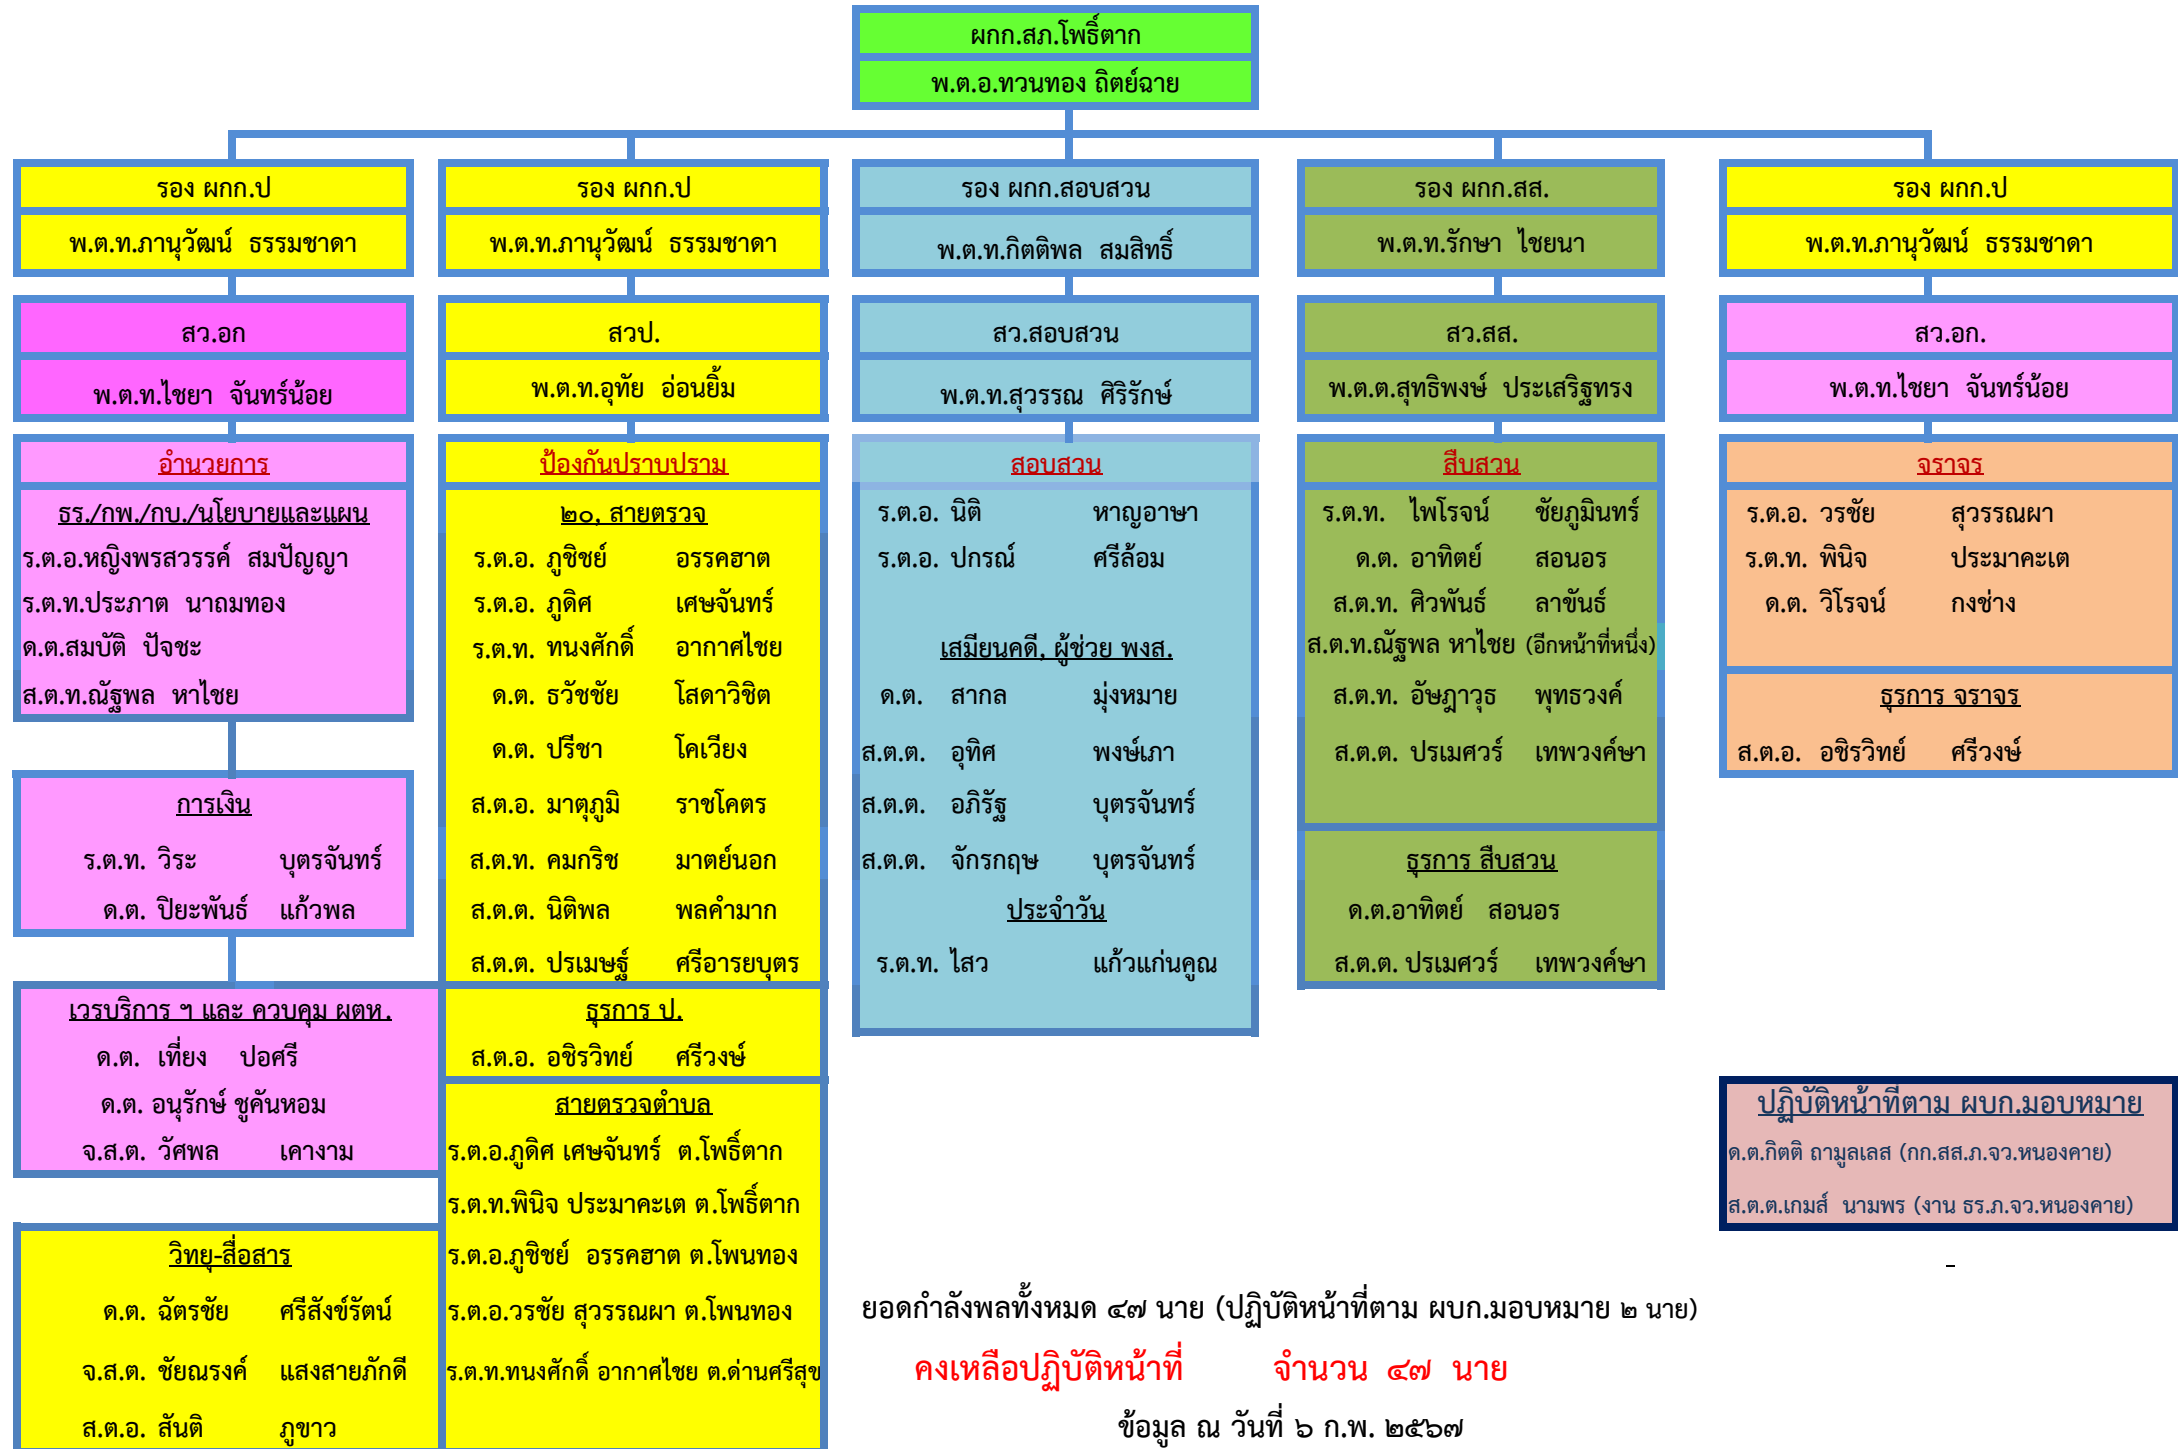 ผกก.สภ.โพธิ์ตาก
พ.ต.อ.ทวนทอง ถิตย์ฉาย
รอง ผกก.ป
พ.ต.ท.ภานุวัฒน์ ธรรมชาดา
สว.อก
พ.ต.ท.ไชยา จันทร์น้อย
อำนวยการ
ธร./กพ./กบ./นโยบายและแผน
ร.ต.อ.หญิงพรสวรรค์ สมปัญญา
ร.ต.ท.ประภาต นาถมทอง
ด.ต.สมบัติ ปัจชะ
ส.ต.ท.ณัฐพล หาไชย
การเงิน
ร.ต.ท. วิระ บุตรจันทร์
ด.ต. ปิยะพันธ์ แก้วพล
เวรบริการ ฯ และ ควบคุม ผตห.
ด.ต. เที่ยง ปอศรี
ด.ต. อนุรักษ์ ชูคันหอม
จ.ส.ต. วัศพล เคางาม
วิทยุ-สื่อสาร
ด.ต. ฉัตรชัย ศรีสังข์รัตน์
จ.ส.ต. ชัยณรงค์ แสงสายภักดี
ส.ต.อ. สันติ ภูขาว
รอง ผกก.ป
พ.ต.ท.ภานุวัฒน์ ธรรมชาดา
สวป.
พ.ต.ท.อุทัย อ่อนยิ้ม
ป้องกันปราบปราม
๒๐, สายตรวจ
ร.ต.อ. ภูชิชย์ อรรคฮาต
ร.ต.อ. ภูดิศ เศษจันทร์
ร.ต.ท. ทนงศักดิ์ อากาศไชย
ด.ต. ธวัชชัย โสดาวิชิต
ด.ต. ปรีชา โคเวียง
ส.ต.อ. มาตุภูมิ ราชโคตร
ส.ต.ท. คมกริช มาตย์นอก
ส.ต.ต. นิติพล พลคำมาก
ส.ต.ต. ปรเมษฐ์ ศรีอารยบุตร
ธุรการ ป.
ส.ต.อ. อชิรวิทย์ ศรีวงษ์
สายตรวจตำบล
ร.ต.อ.ภูดิศ เศษจันทร์ ต.โพธิ์ตาก
ร.ต.ท.พินิจ ประมาคะเต ต.โพธิ์ตาก
ร.ต.อ.ภูชิชย์ อรรคฮาต ต.โพนทอง
ร.ต.อ.วรชัย สุวรรณผา ต.โพนทอง
ร.ต.ท.ทนงศักดิ์ อากาศไชย ต.ด่านศรีสุข
รอง ผกก.สอบสวน
พ.ต.ท.กิตติพล สมสิทธิ์
สว.สอบสวน
พ.ต.ท.สุวรรณ ศิริรักษ์
สอบสวน
ร.ต.อ. นิติ หาญอาษา
ร.ต.อ. ปกรณ์ ศรีล้อม
เสมียนคดี, ผู้ช่วย พงส.
ด.ต. สากล มุ่งหมาย
ส.ต.ต. อุทิศ พงษ์เภา
ส.ต.ต. อภิรัฐ บุตรจันทร์
ส.ต.ต. จักรกฤษ บุตรจันทร์
ประจำวัน
ร.ต.ท. ไสว แก้วแก่นคูณ
รอง ผกก.สส.
พ.ต.ท.รักษา ไชยนา
สว.สส.
พ.ต.ต.สุทธิพงษ์ ประเสริฐทรง
สืบสวน
ร.ต.ท. ไพโรจน์ ชัยภูมินทร์
ด.ต. อาทิตย์ สอนอร
ส.ต.ท. ศิวพันธ์ ลาขันธ์
ส.ต.ท.ณัฐพล หาไชย (อีกหน้าที่หนึ่ง)
ส.ต.ท. อัษฎาวุธ พุทธวงค์
ส.ต.ต. ปรเมศวร์ เทพวงค์ษา
ธุรการ สืบสวน
ด.ต.อาทิตย์ สอนอร
ส.ต.ต. ปรเมศวร์ เทพวงค์ษา
รอง ผกก.ป
พ.ต.ท.ภานุวัฒน์ ธรรมชาดา
สว.อก.
พ.ต.ท.ไชยา จันทร์น้อย
จราจร
ร.ต.อ. วรชัย สุวรรณผา
ร.ต.ท. พินิจ ประมาคะเต
ด.ต. วิโรจน์ กงช่าง
ธุรการ จราจร
ส.ต.อ. อชิรวิทย์ ศรีวงษ์
ปฏิบัติหน้าที่ตาม ผบก.มอบหมาย
ด.ต.กิตติ ถามูลเลส (กก.สส.ภ.จว.หนองคาย)
ส.ต.ต.เกมส์ นามพร (งาน ธร.ภ.จว.หนองคาย)
-
ยอดกำลังพลทั้งหมด ๔๗ นาย (ปฏิบัติหน้าที่ตาม ผบก.มอบหมาย ๒ นาย)
คงเหลือปฏิบัติหน้าที่ จำนวน ๔๗ นาย
ข้อมูล ณ วันที่ ๖ ก.พ. ๒๕๖๗